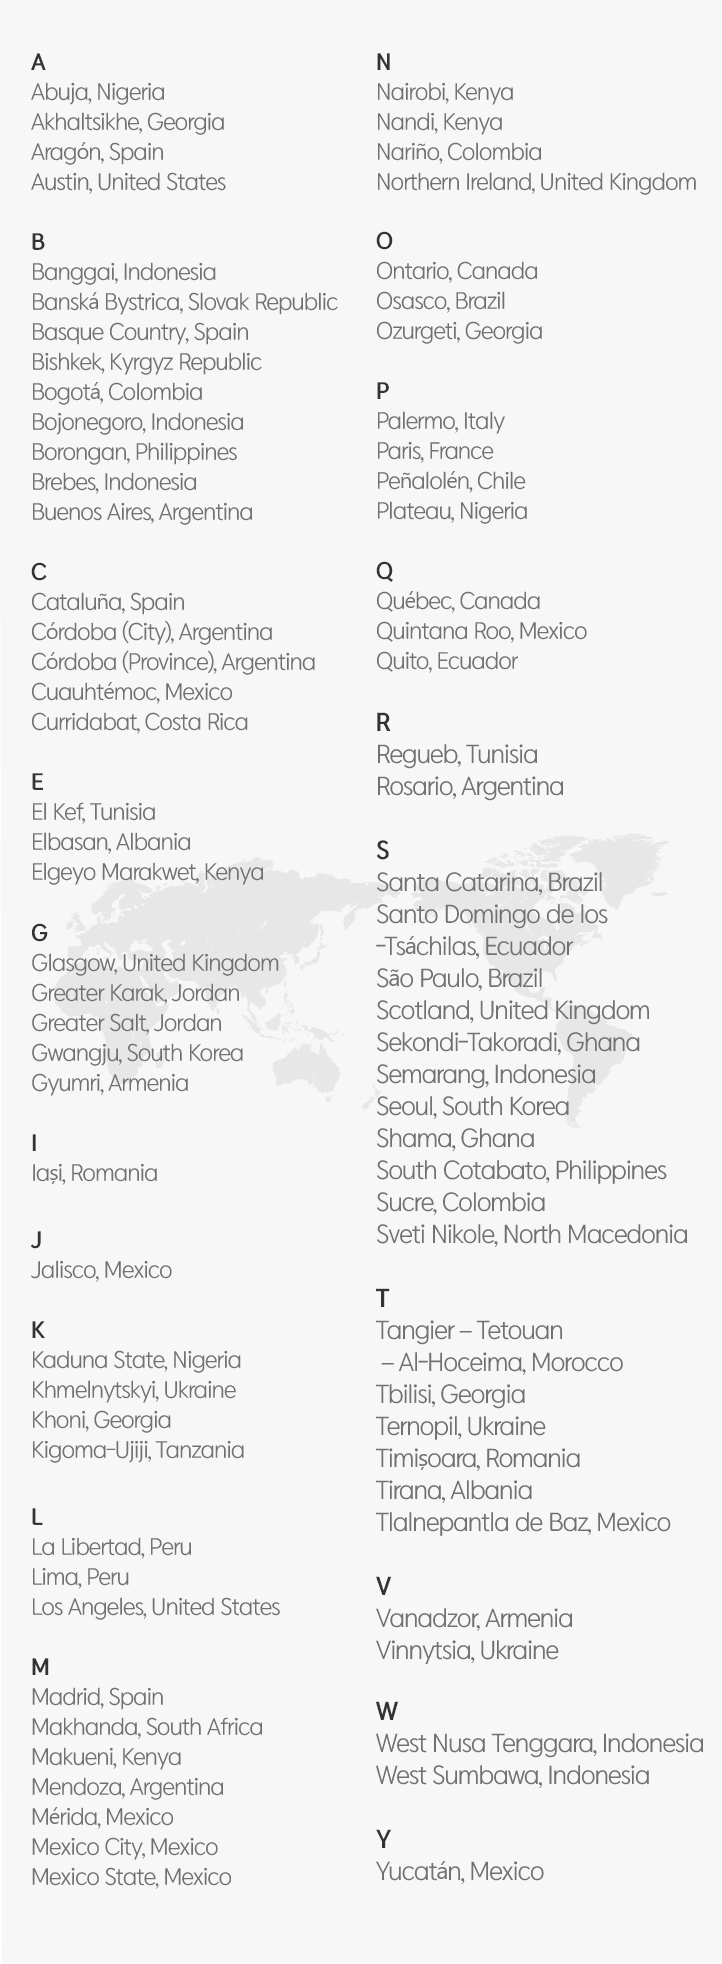 A
Abuja, Nigeria
Akhaltsikhe, Georgia
Aragón, Spain
Austin, United States
B
Banggai, Indonesia
Banská Bystrica, Slovak Republic
Basque Country, Spain
Bishkek, Kyrgyz Republic
Bogotá, Colombia
Bojonegoro, Indonesia
Borongan, Philippines
Brebes, Indonesia
Buenos Aires, Argentina
C
Cataluña, Spain
Córdoba (City), Argentina
Córdoba (Province), Argentina
Cuauhtémoc, Mexico
Curridabat, Costa Rica
E
El Kef, Tunisia
Elbasan, Albania
Elgeyo Marakwet, Kenya
G
Glasgow, United Kingdom
Greater Karak, Jordan
Greater Salt, Jordan
Gwangju, South Korea
Gyumri, Armenia
I
Iași, Romania
J
Jalisco, Mexico
K
Kaduna State, Nigeria
Khmelnytskyi, Ukraine
Khoni, Georgia
Kigoma-Ujiji, Tanzania
L
La Libertad, Peru
Lima, Peru
Los Angeles, United States
M
Madrid, Spain
Makhanda, South Africa
Makueni, Kenya
Mendoza, Argentina
Mérida, Mexico
Mexico City, Mexico
Mexico State, Mexico
N
Nairobi, Kenya
Nandi, Kenya
Nariño, Colombia
Northern Ireland, United Kingdom
O
Ontario, Canada
Osasco, Brazil
Ozurgeti, Georgia
P
Palermo, Italy
Paris, France
Peñalolén, Chile
Plateau, Nigeria
Q
Québec, Canada
Quintana Roo, Mexico
Quito, Ecuador
R
Regueb, Tunisia
Rosario, Argentina
S
Santa Catarina, Brazil
Santo Domingo de los
-Tsáchilas, Ecuador
São Paulo, Brazil
Scotland, United Kingdom
Sekondi-Takoradi, Ghana
Semarang, Indonesia
Seoul, South Korea
Shama, Ghana
South Cotabato, Philippines
Sucre, Colombia
Sveti Nikole, North Macedonia
T
Tangier – Tetouan
– Al-Hoceima, Morocco
Tbilisi, Georgia
Ternopil, Ukraine
Timișoara, Romania
Tirana, Albania
Tlalnepantla de Baz, Mexico
V
Vanadzor, Armenia
Vinnytsia, Ukraine
W
West Nusa Tenggara, Indonesia
West Sumbawa, Indonesia
Y
Yucatán, Mexico